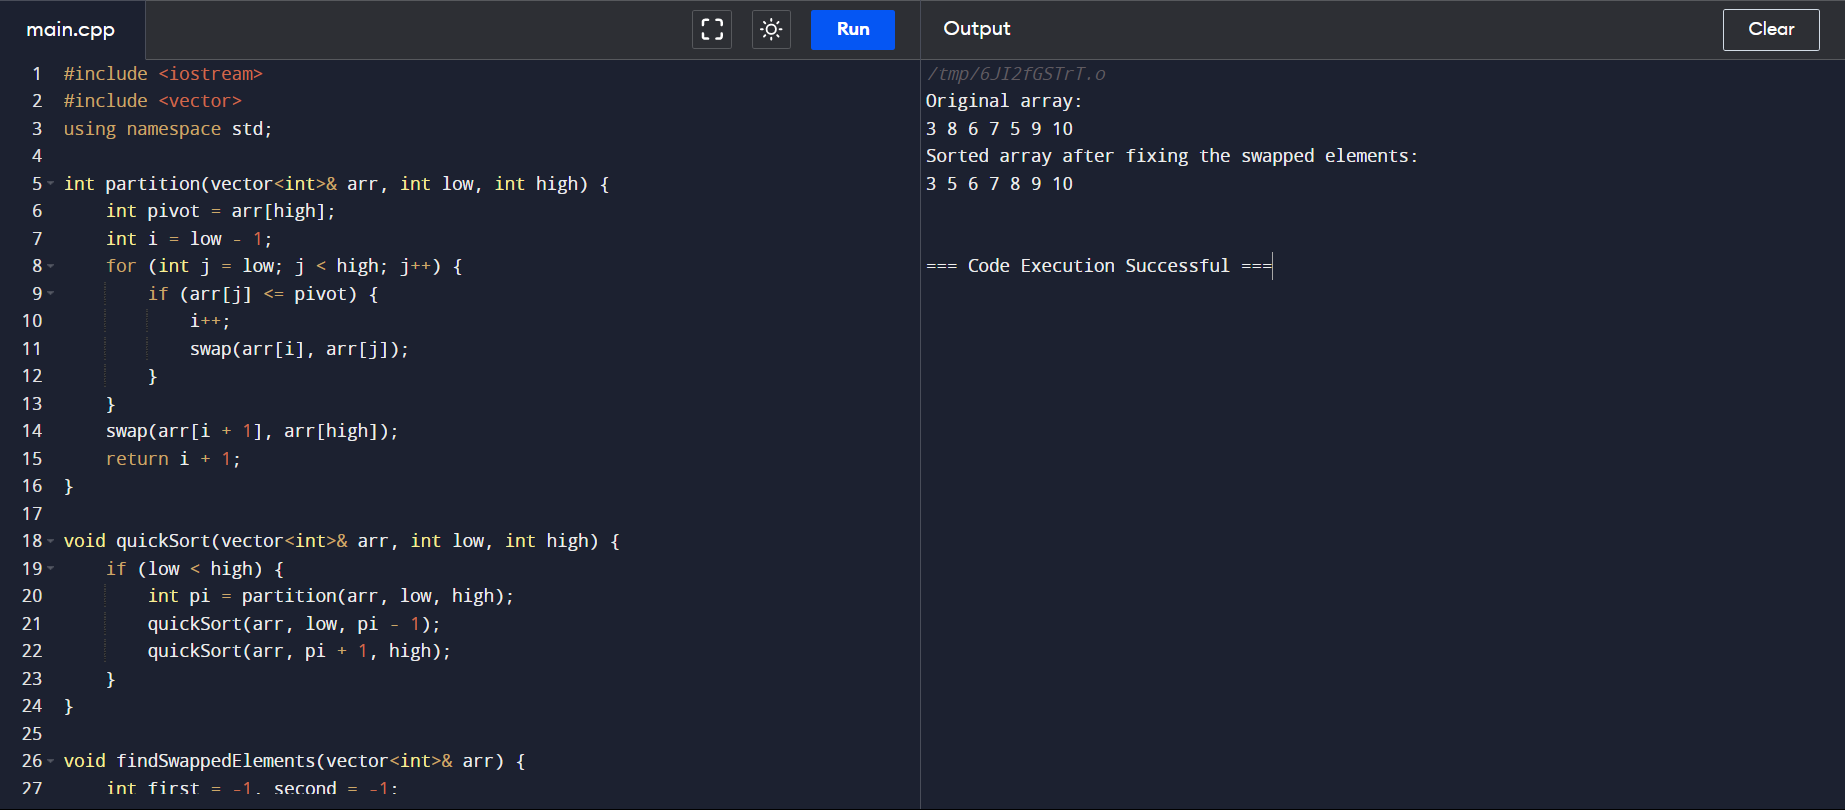 main.cpp
Run
1 #include <iostream>
2 #include <vector>
3 using namespace std;
4
5 int partition(vector<int>& arr, int low, int high) {
6     int pivot = arr[high];
7     int i = low - 1;
8     for (int j = low; j < high; j++) {
9         if (arr[j] <= pivot) {
10             i++;
11             swap(arr[i], arr[j]);
12         }
13     }
14     swap(arr[i + 1], arr[high]);
15     return i + 1;
16 }
17
18 void quickSort(vector<int>& arr, int low, int high) {
19     if (low < high) {
20         int pi = partition(arr, low, high);
21         quickSort(arr, low, pi - 1);
22         quickSort(arr, pi + 1, high);
23     }
24 }
25
26 void findSwappedElements(vector<int>& arr) {
27     int first = -1, second = -1;
Output
Clear
/tmp/6JI2fGSTrT.o
Original array:
3 8 6 7 5 9 10
Sorted array after fixing the swapped elements:
3 5 6 7 8 9 10
=== Code Execution Successful ===